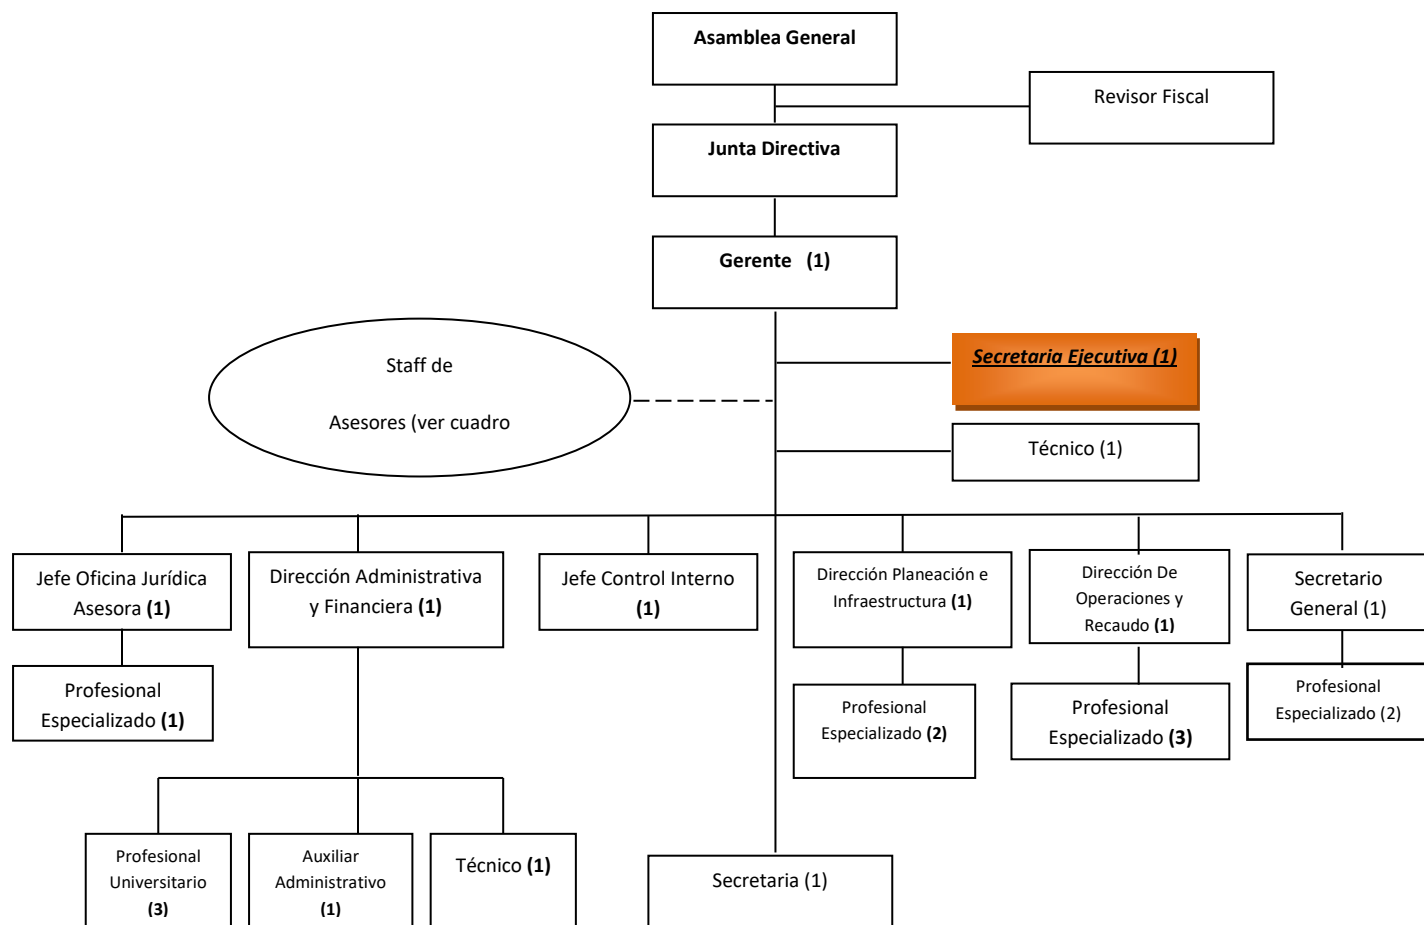 Asamblea General
Revisor Fiscal
Junta Directiva
Gerente (1)
Secretaria Ejecutiva (1)
Staff de
Asesores (ver cuadro
Técnico (1)
Jefe Oficina Jurídica
Asesora (1)
Dirección Administrativa
y Financiera (1)
Jefe Control Interno
(1)
Dirección Planeación e
Infraestructura (1)
Dirección De
Operaciones y
Recaudo (1)
Secretario
General (1)
Profesional
Especializado (1)
Profesional
Especializado (2)
Profesional
Especializado (3)
Profesional
Especializado (2)
Profesional
Universitario
(3)
Auxiliar
Administrativo
(1)
Técnico (1)
Secretaria (1)